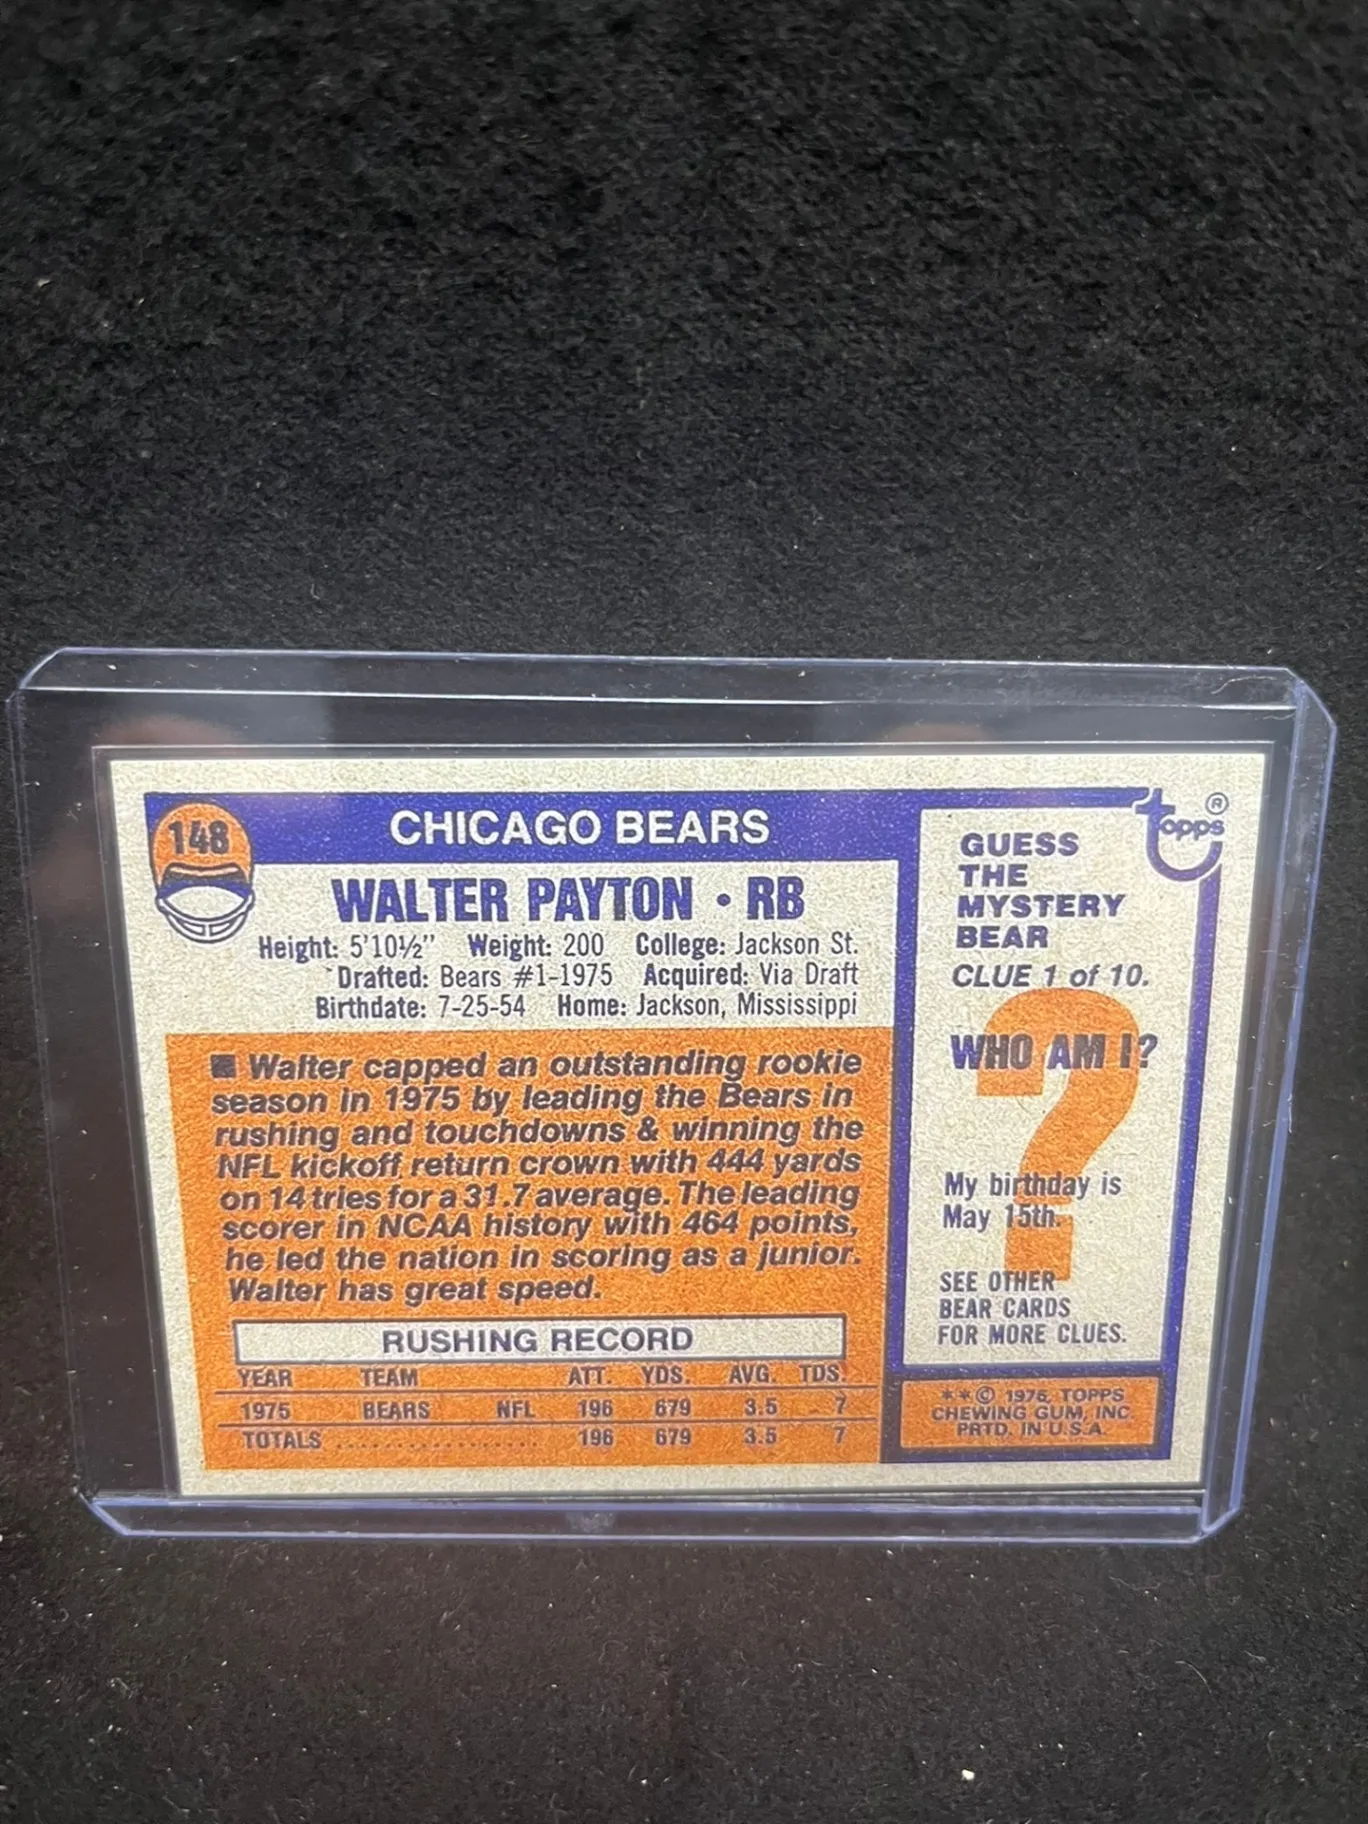 148
CHICAGO BEARS
WALTER PAYTON • RB
Height: 5'10½" Weight: 200 College: Jackson St.
Drafted: Bears #1-1975 Acquired: Via Draft
Birthdate: 7-25-54 Home: Jackson, Mississippi
■ Walter capped an outstanding rookie
season in 1975 by leading the Bears in
rushing and touchdowns & winning the
NFL kickoff return crown with 444 yards
on 14 tries for a 31.7 average. The leading
scorer in NCAA history with 464 points,
he led the nation in scoring as a junior.
Walter has great speed.
RUSHING RECORD
YEAR TEAM ATT. YDS. AVG. TDS.
1975 BEARS NFL 196 679 3.5 7
TOTALS .................... 196 679 3.5 7
topps ®
GUESS
THE
MYSTERY
BEAR
CLUE 1 of 10.
WHO AM I?
?
My birthday is
May 15th.
SEE OTHER
BEAR CARDS
FOR MORE CLUES.
**© 1976 TOPPS
CHEWING GUM, INC.
PRTD. IN U.S.A.